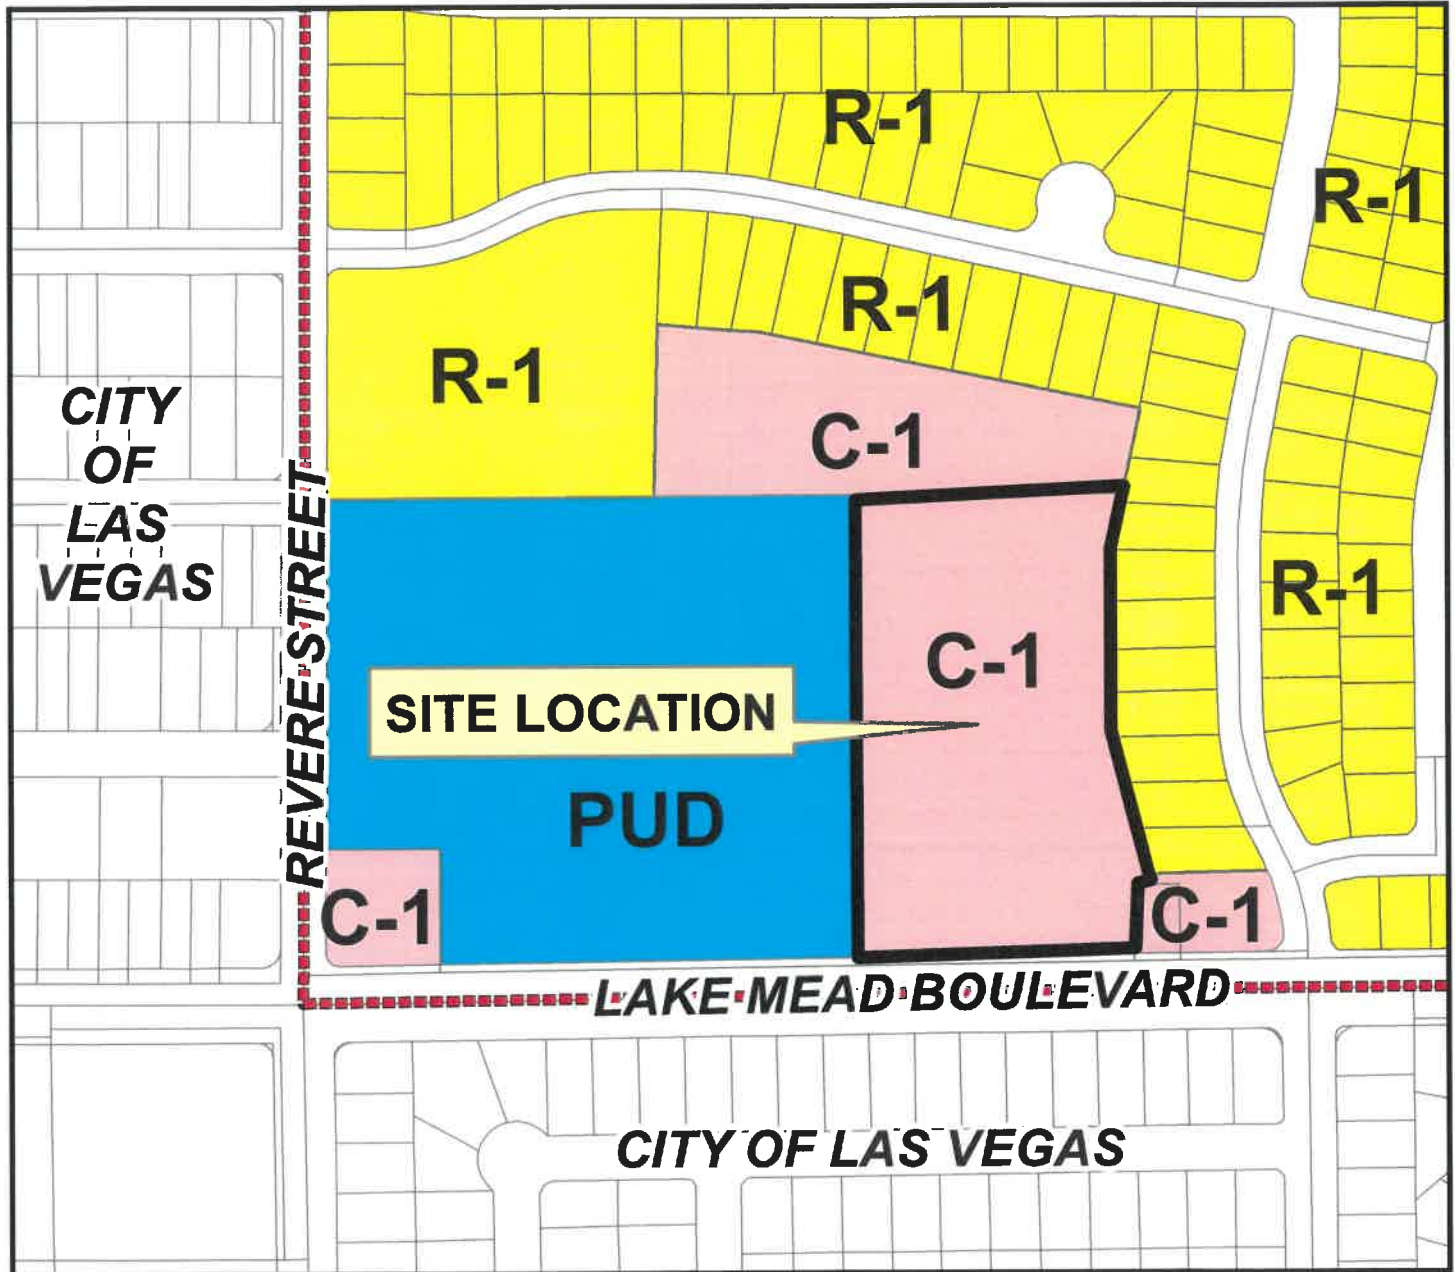 R-1
R-1
R-1
R-1
CITY
OF
LAS
VEGAS
C-1
REVERE STREET
R-1
C-1
SITE LOCATION
PUD
C-1
C-1
LAKE MEAD BOULEVARD
CITY OF LAS VEGAS